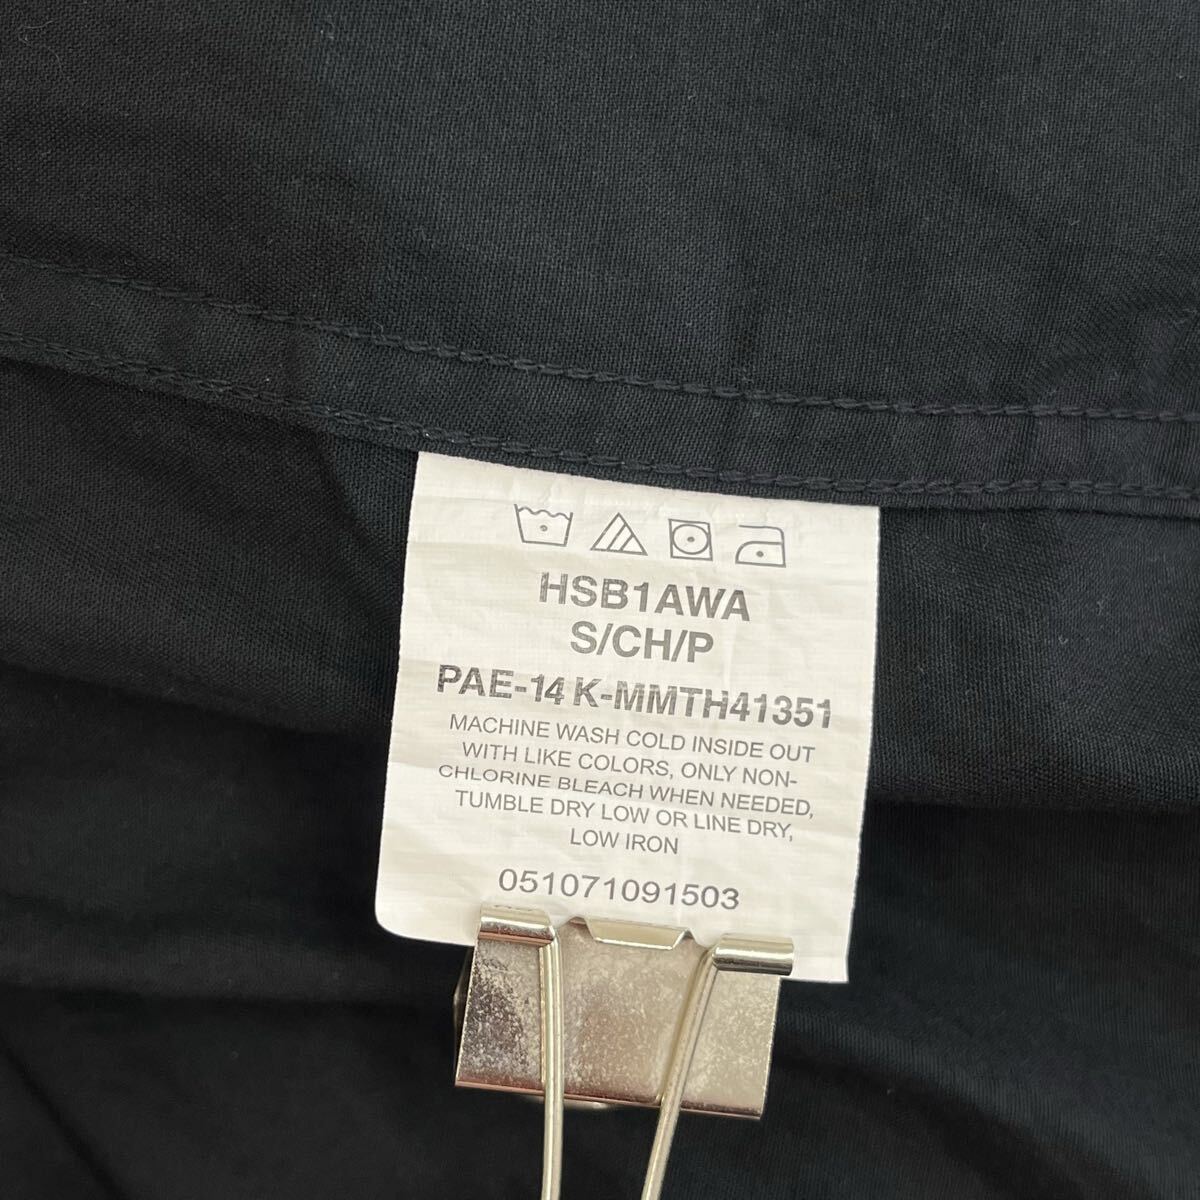 HSB1AWA
S/CH/P
PAE-14 K-MMTH41351
MACHINE WASH COLD INSIDE OUT
WITH LIKE COLORS, ONLY NON-
CHLORINE BLEACH WHEN NEEDED,
TUMBLE DRY LOW OR LINE DRY,
LOW IRON
051071091503